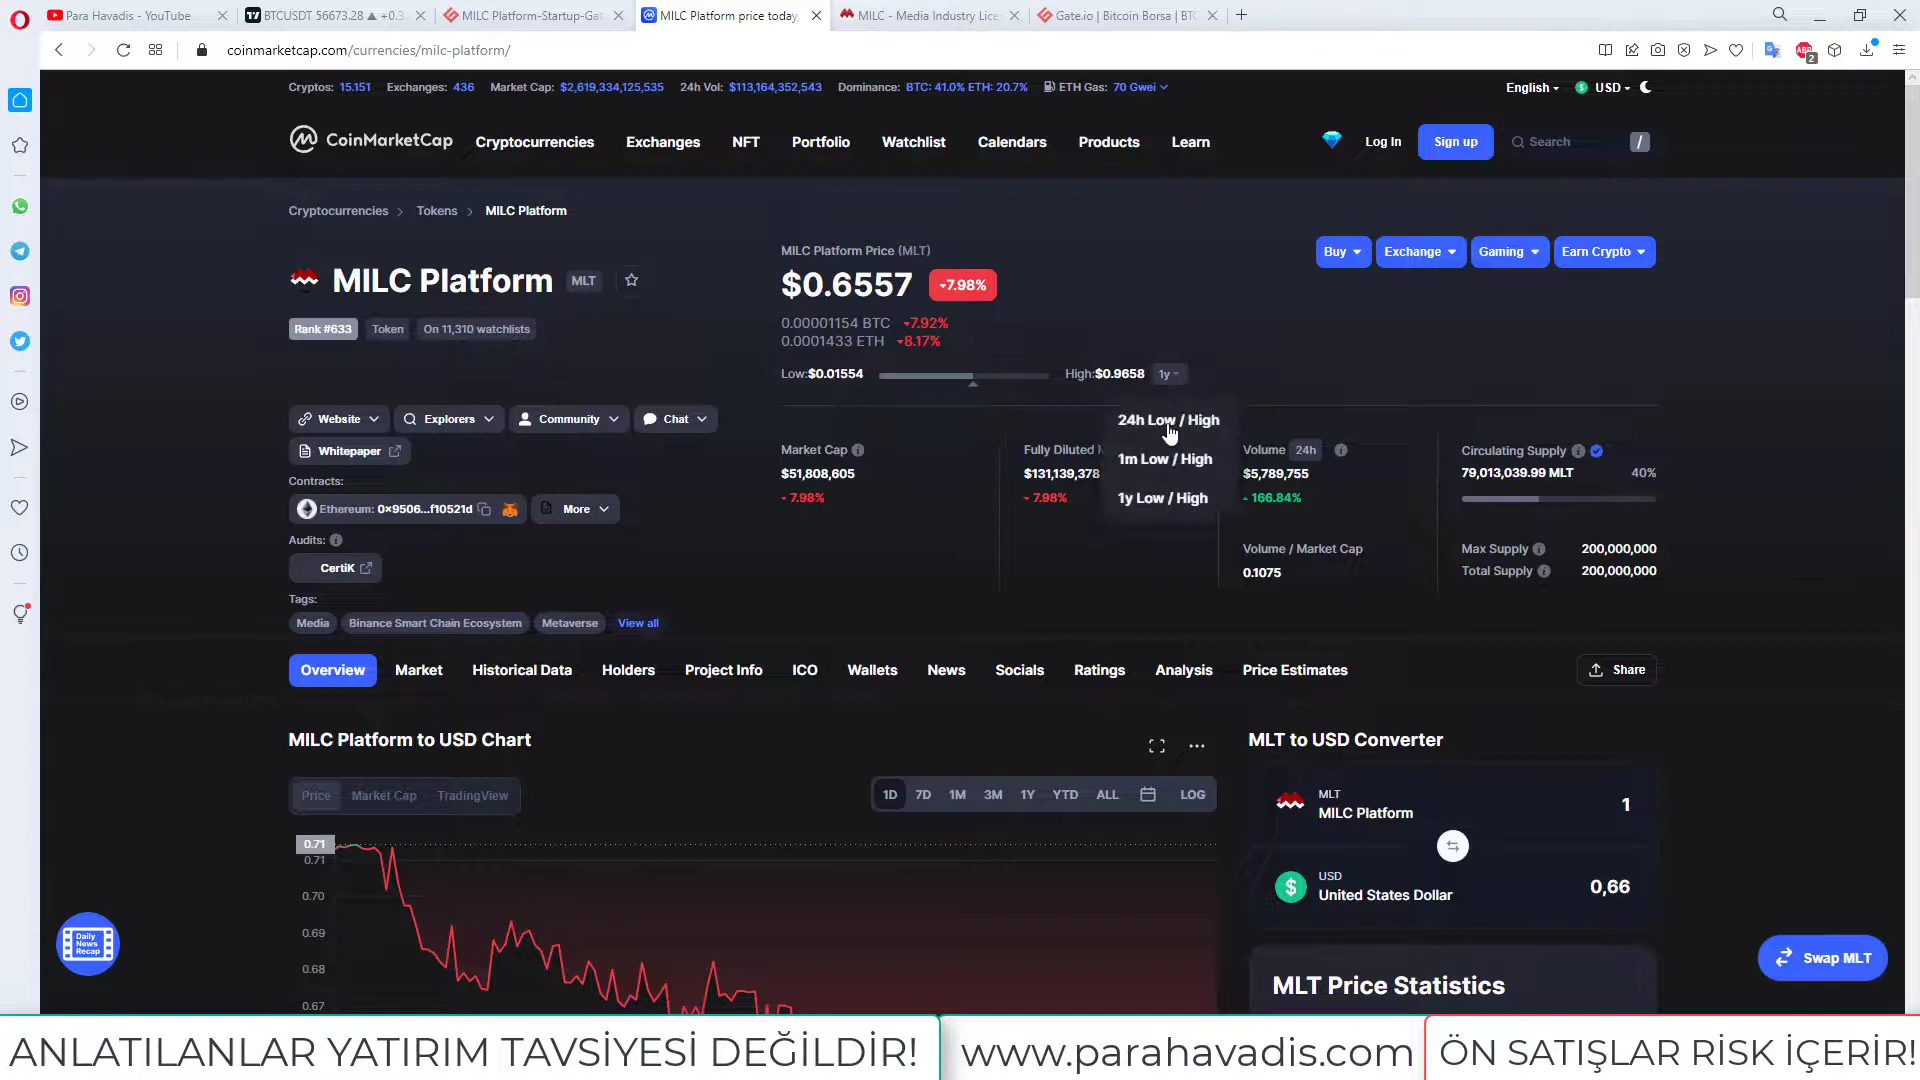 Para Havadis - YouTube
BTCUSDT 56673.28 ▲ +0.3
MILC Platform-Startup-Ga
MILC Platform price today,
MILC - Media Industry Lice
Gate.io | Bitcoin Borsa | BTC
coinmarketcap.com/currencies/milc-platform/
ABP
2
Cryptos: 15.151 Exchanges: 436 Market Cap: $2,619,334,125,535 24h Vol: $113,164,352,543 Dominance: BTC: 41.0% ETH: 20.7% ETH Gas: 70 Gwei
English USD
CoinMarketCap
Cryptocurrencies Exchanges NFT Portfolio Watchlist Calendars Products Learn
Log In Sign up Search /
Cryptocurrencies > Tokens > MILC Platform
MILC Platform MLT
Rank #633 Token On 11,310 watchlists
MILC Platform Price (MLT)
$0.6557 7.98%
0.00001154 BTC 7.92%
0.0001433 ETH 8.17%
Low:$0.01554 High:$0.9658 1y
Buy Exchange Gaming Earn Crypto
24h Low / High
1m Low / High
1y Low / High
Website Explorers Community Chat
Whitepaper
Contracts:
Ethereum: 0x9506...f10521d More
Audits:
CertiK
Tags:
Media Binance Smart Chain Ecosystem Metaverse View all
Market Cap
$51,808,605
7.98%
Fully Diluted
$131,139,378
7.98%
Volume 24h
$5,789,755
166.84%
Volume / Market Cap
0.1075
Circulating Supply
79,013,039.99 MLT 40%
Max Supply 200,000,000
Total Supply 200,000,000
Overview Market Historical Data Holders Project Info ICO Wallets News Socials Ratings Analysis Price Estimates Share
MILC Platform to USD Chart
Price Market Cap TradingView
1D 7D 1M 3M 1Y YTD ALL LOG
0.71
0.71
0.70
0.69
0.68
0.67
MLT to USD Converter
MLT
MILC Platform 1
USD
United States Dollar 0,66
MLT Price Statistics
Swap MLT
Daily
News
Recap
ANLATILANLAR YATIRIM TAVSİYESİ DEĞİLDİR!
www.parahavadis.com
ÖN SATIŞLAR RİSK İÇERİR!